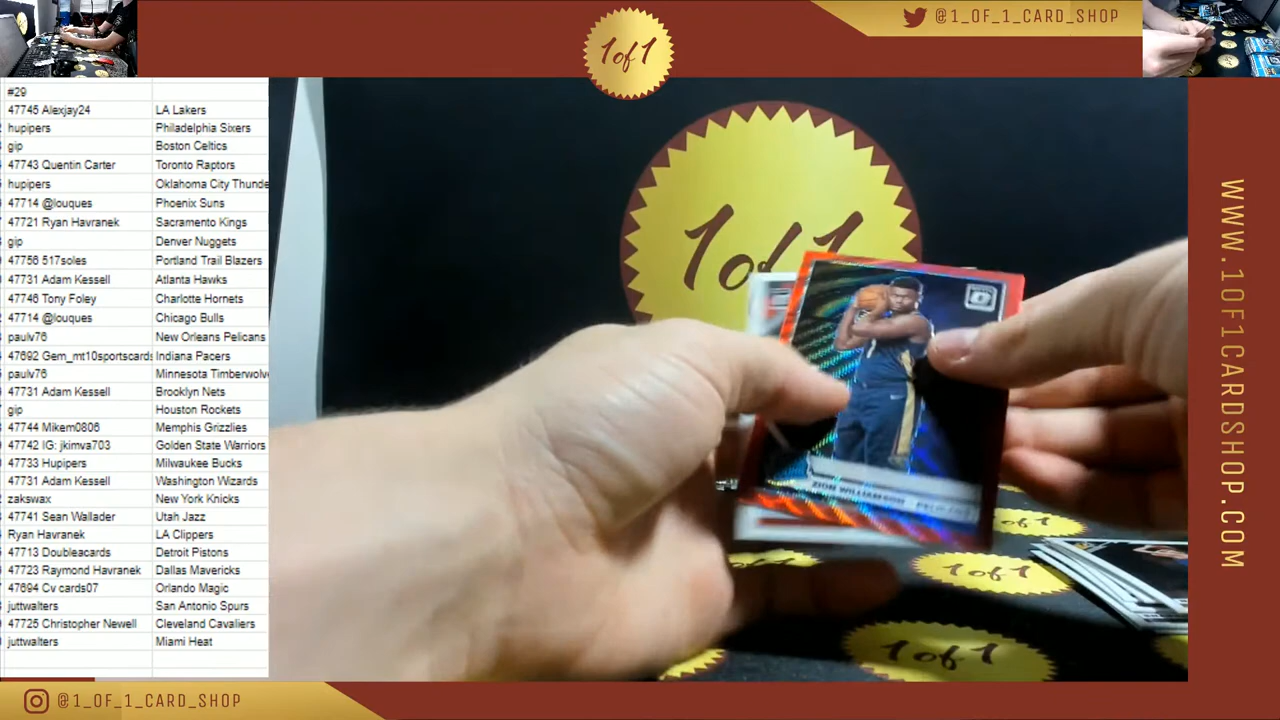 @1_OF_1_CARD_SHOP
1of1
#29
47745 Alexjay24 LA Lakers
hupipers Philadelphia Sixers
gip Boston Celtics
47743 Quentin Carter Toronto Raptors
hupipers Oklahoma City Thunde
47714 @louques Phoenix Suns
47721 Ryan Havranek Sacramento Kings
gip Denver Nuggets
47756 517soles Portland Trail Blazers
47731 Adam Kessell Atlanta Hawks
47746 Tony Foley Charlotte Hornets
47714 @louques Chicago Bulls
paulv76 New Orleans Pelicans
47692 Gem_mt10sportscards Indiana Pacers
paulv76 Minnesota Timberwolv
47731 Adam Kessell Brooklyn Nets
gip Houston Rockets
47744 Mikem0806 Memphis Grizzlies
47742 IG: jkimva703 Golden State Warriors
47733 Hupipers Milwaukee Bucks
47731 Adam Kessell Washington Wizards
zakswax New York Knicks
47741 Sean Wallader Utah Jazz
Ryan Havranek LA Clippers
47713 Doubleacards Detroit Pistons
47723 Raymond Havranek Dallas Mavericks
47694 Cv cards07 Orlando Magic
juttwalters San Antonio Spurs
47725 Christopher Newell Cleveland Cavaliers
juttwalters Miami Heat
1of1
ZION WILLIAMSON
1of1
1of1
1of1
WWW.1OF1CARDSHOP.COM
@1_OF_1_CARD_SHOP